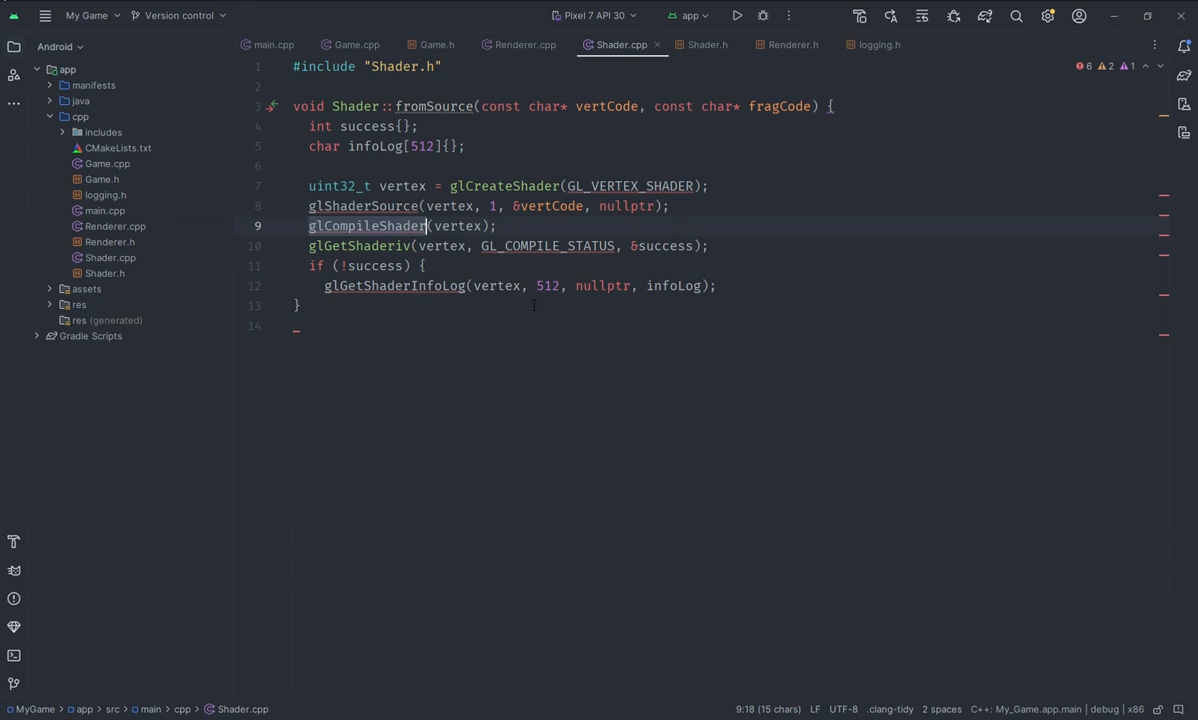 My Game
Version control
Pixel 7 API 30
app
Android
main.cpp
Game.cpp
Game.h
Renderer.cpp
Shader.cpp
Shader.h
Renderer.h
logging.h
app
manifests
java
cpp
includes
CMakeLists.txt
Game.cpp
Game.h
logging.h
main.cpp
Renderer.cpp
Renderer.h
Shader.cpp
Shader.h
assets
res
res (generated)
Gradle Scripts
6 2 1
1 #include "Shader.h"
2
3 void Shader::fromSource(const char* vertCode, const char* fragCode) {
4 int success{};
5 char infoLog[512]{};
6
7 uint32_t vertex = glCreateShader(GL_VERTEX_SHADER);
8 glShaderSource(vertex, 1, &vertCode, nullptr);
9 glCompileShader(vertex);
10 glGetShaderiv(vertex, GL_COMPILE_STATUS, &success);
11 if (!success) {
12 glGetShaderInfoLog(vertex, 512, nullptr, infoLog);
13 }
14
MyGame > app > src > main > cpp > Shader.cpp
9:18 (15 chars) LF UTF-8 .clang-tidy 2 spaces C++: My_Game.app.main | debug | x86